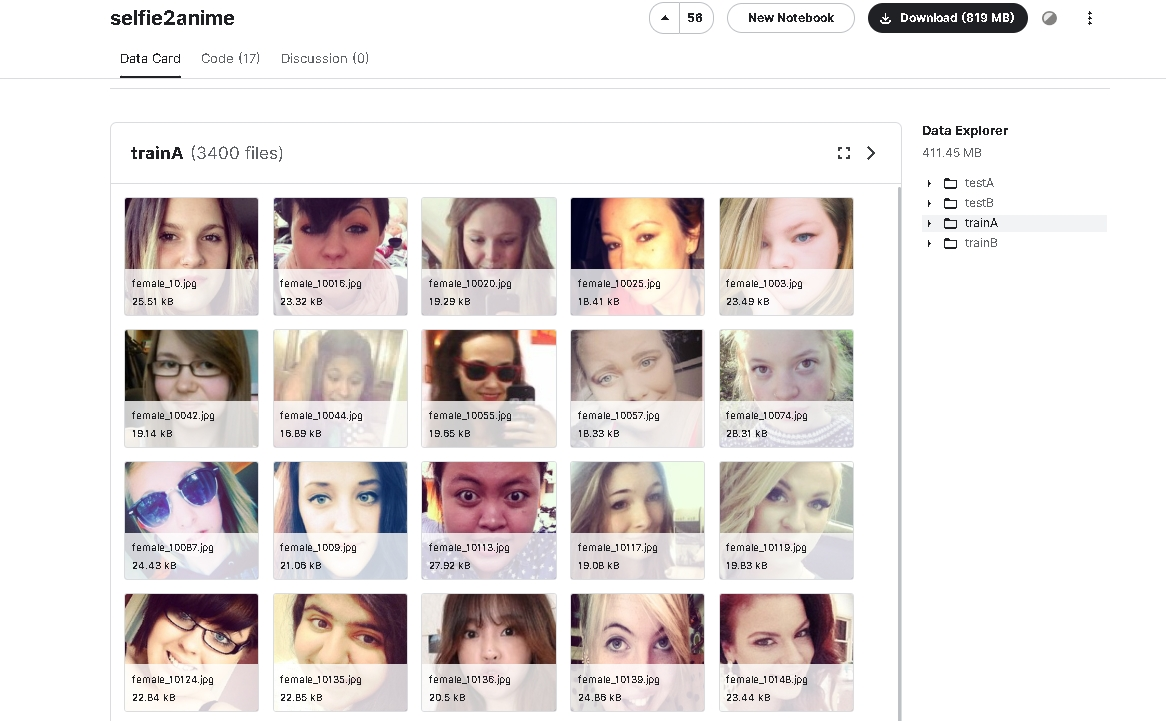 selfie2anime
56
New Notebook
Download (819 MB)
Data Card
Code (17)
Discussion (0)
trainA (3400 files)
Data Explorer
411.45 MB
testA
testB
trainA
trainB
female_10.jpg
25.51 kB
female_10016.jpg
23.32 kB
female_10020.jpg
19.29 kB
female_10025.jpg
18.41 kB
female_1003.jpg
23.49 kB
female_10042.jpg
19.14 kB
female_10044.jpg
16.89 kB
female_10055.jpg
19.65 kB
female_10057.jpg
18.33 kB
female_10074.jpg
28.31 kB
female_10087.jpg
24.43 kB
female_1009.jpg
21.06 kB
female_10113.jpg
27.92 kB
female_10117.jpg
19.08 kB
female_10119.jpg
19.83 kB
female_10124.jpg
22.84 kB
female_10135.jpg
22.85 kB
female_10136.jpg
20.5 kB
female_10139.jpg
24.86 kB
female_10148.jpg
23.44 kB